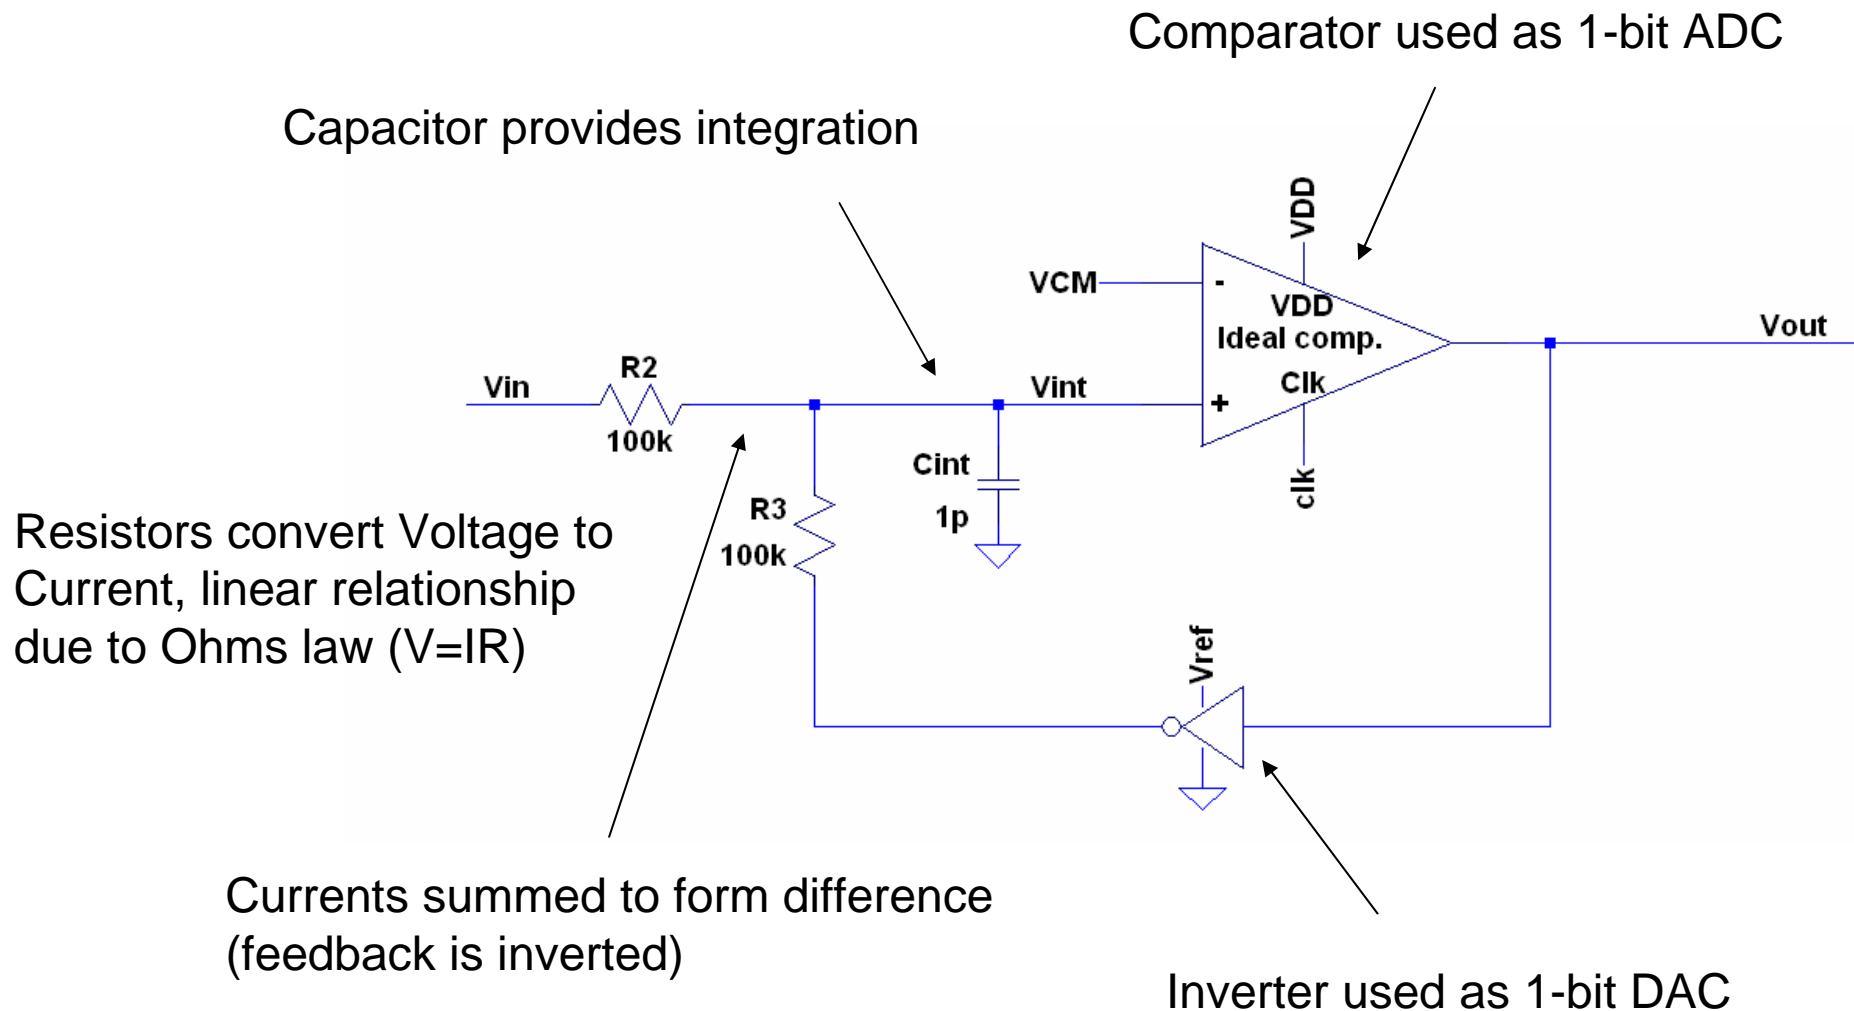 Comparator used as 1-bit ADC
Capacitor provides integration
VDD
VCM
-
VDD
Ideal comp.
Vout
R2
Vin
Vint
Clk
+
100k
Cint
clk
R3
1p
100k
Resistors convert Voltage to
Current, linear relationship
due to Ohms law (V=IR)
Vref
Currents summed to form difference
(feedback is inverted)
Inverter used as 1-bit DAC